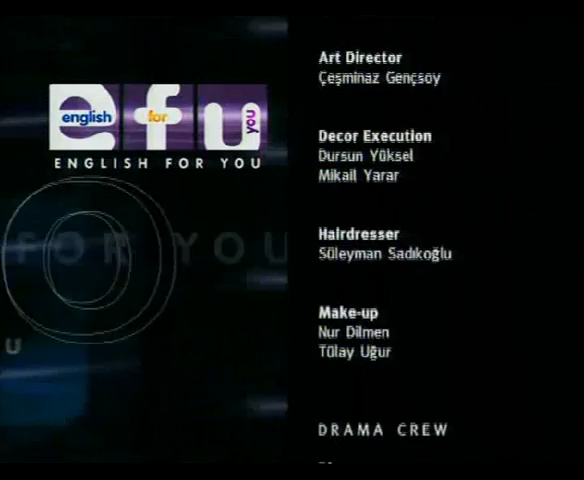 efu
english for you
ENGLISH FOR YOU
FOR YOU
U
Art Director
Çeşminaz Gençsoy
Decor Execution
Dursun Yüksel
Mikail Yarar
Hairdresser
Süleyman Sadıkoğlu
Make-up
Nur Dilmen
Tülay Uğur
DRAMA CREW